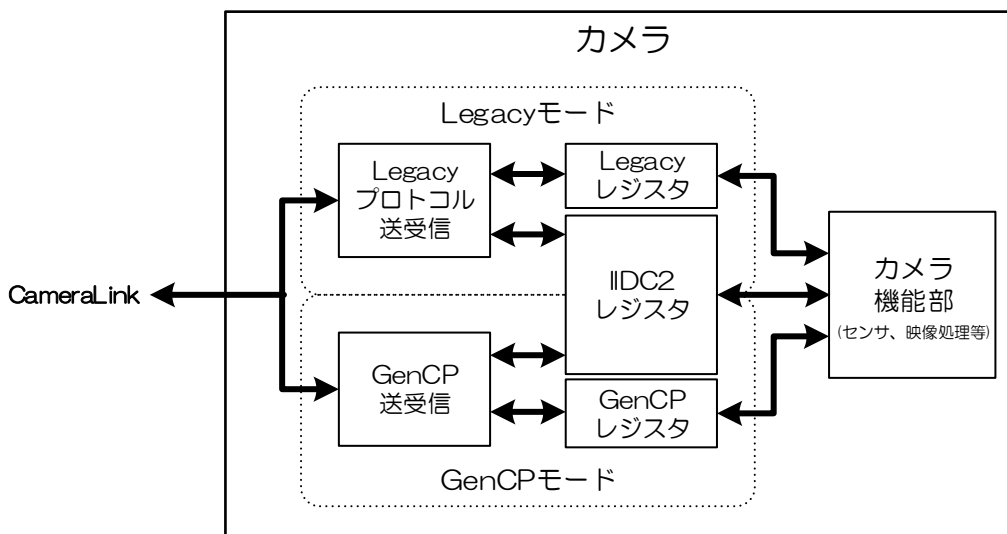 カメラ
Legacyモード
Legacy
プロトコル
送受信
Legacy
レジスタ
IIDC2
レジスタ
カメラ
機能部
(センサ、映像処理等)
CameraLink
GenCP
送受信
GenCP
レジスタ
GenCPモード